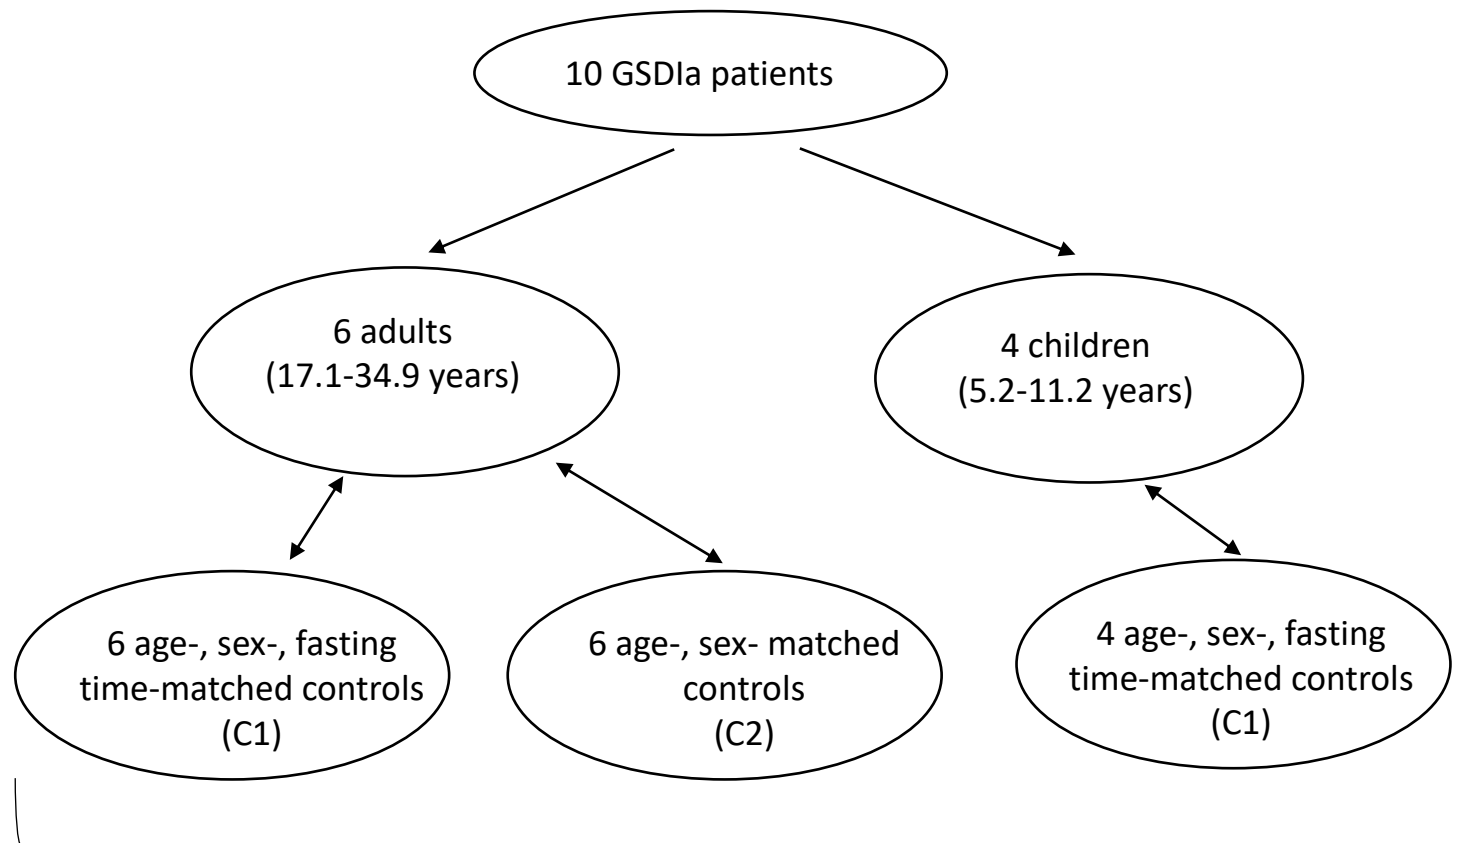 10 GSDIa patients
6 adults
(17.1-34.9 years)
4 children
(5.2-11.2 years)
6 age-, sex-, fasting
time-matched controls
(C1)
6 age-, sex- matched
controls
(C2)
4 age-, sex-, fasting
time-matched controls
(C1)